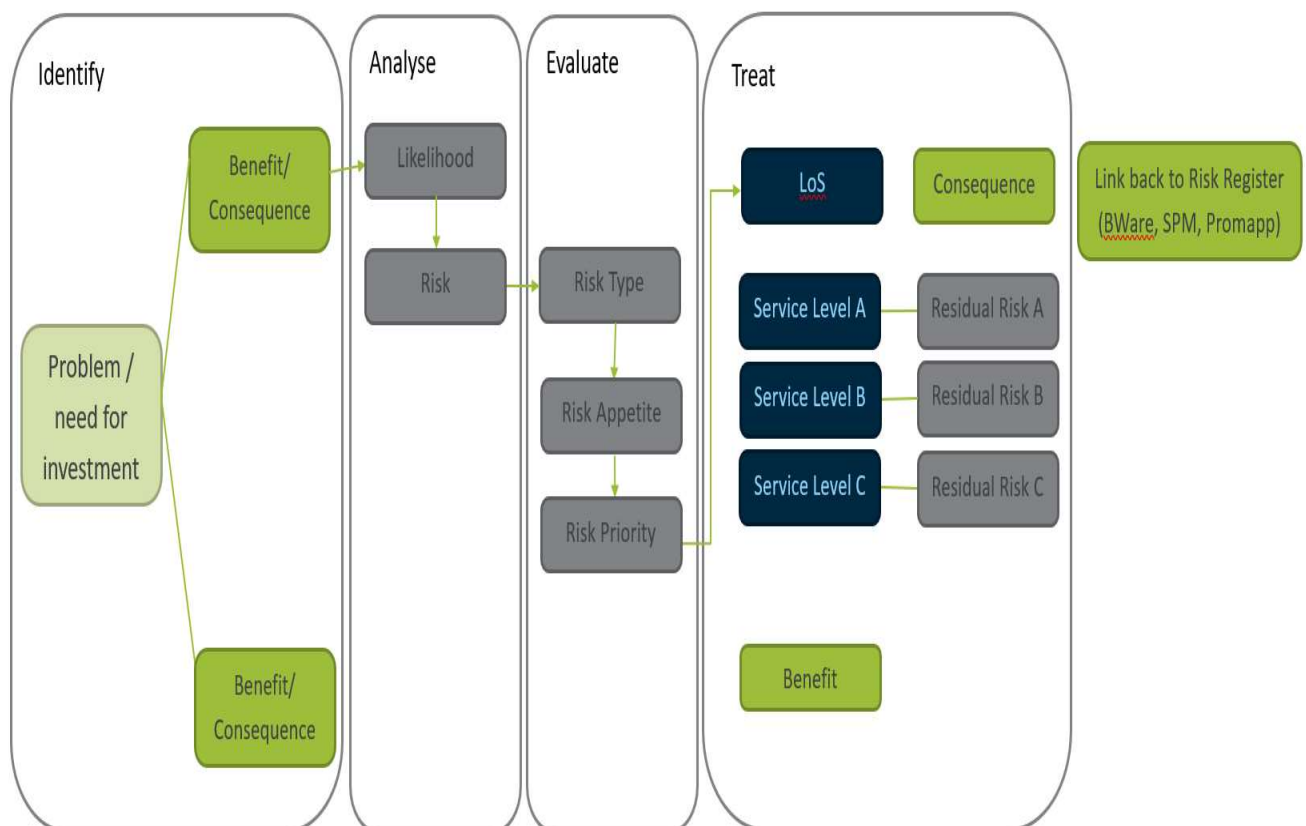 Identify
Benefit/
Consequence
Problem /
need for
investment
Benefit/
Consequence
Analyse
Likelihood
Risk
Evaluate
Risk Type
Risk Appetite
Risk Priority
Treat
LoS
Consequence
Service Level A
Residual Risk A
Service Level B
Residual Risk B
Service Level C
Residual Risk C
Benefit
Link back to Risk Register
(BWare, SPM, Promapp)